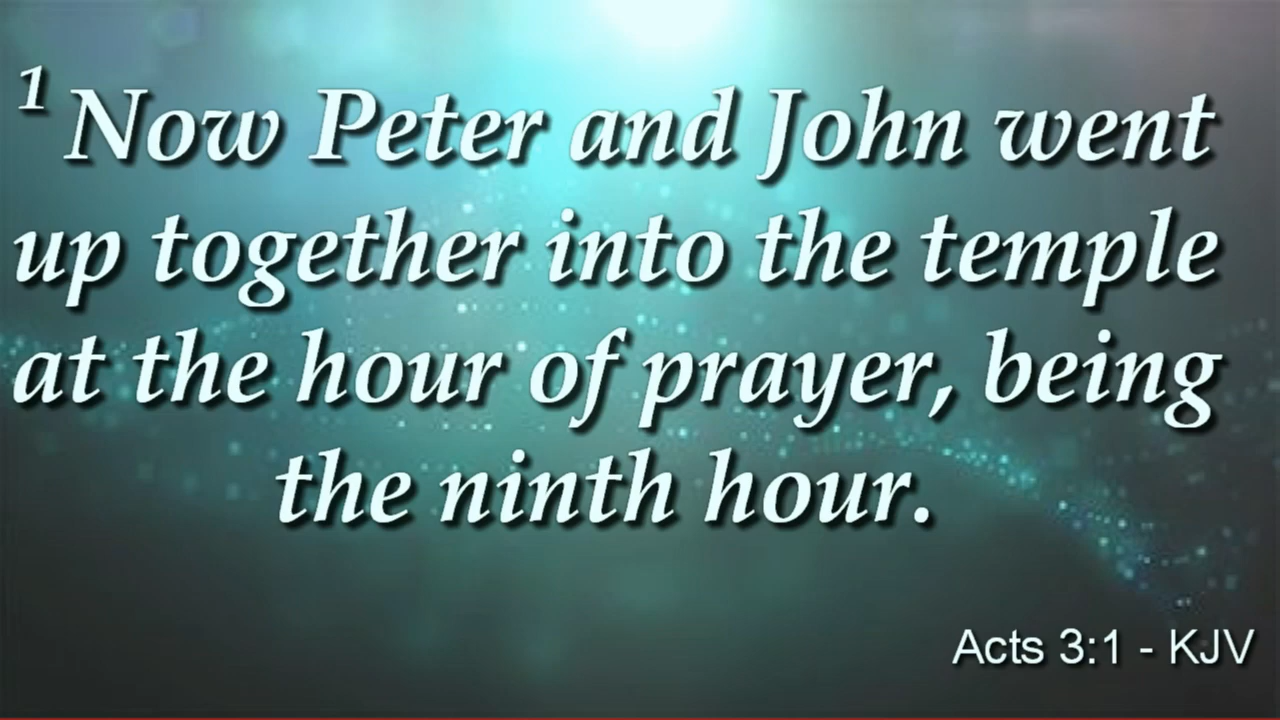 1 Now Peter and John went
up together into the temple
at the hour of prayer, being
the ninth hour.
Acts 3:1 - KJV